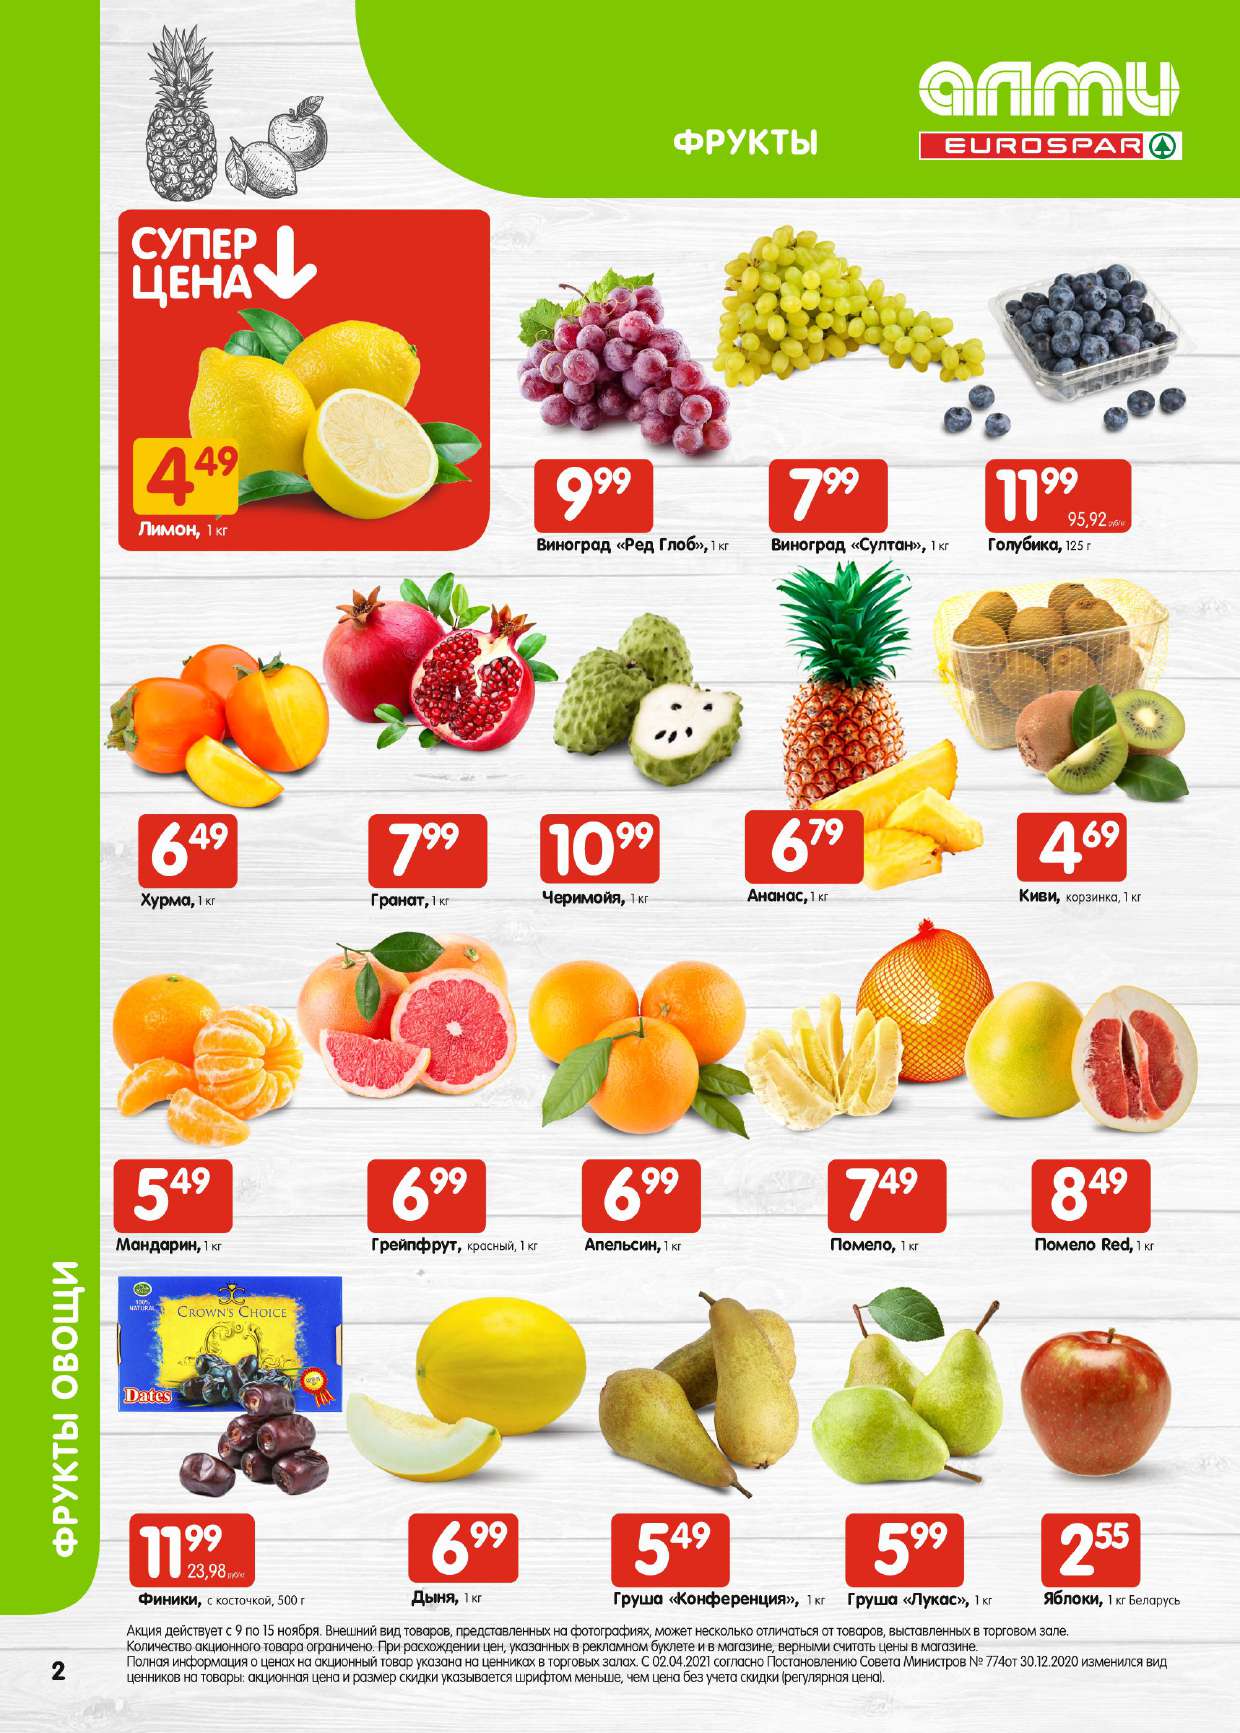 АЛМИ
ФРУКТЫ
EUROSPAR
СУПЕР
ЦЕНА
4 49
Лимон, 1 кг
9 99
Виноград «Ред Глоб», 1 кг
7 99
Виноград «Султан», 1 кг
11 99
95,92 руб/кг
Голубика, 125 г
6 49
Хурма, 1 кг
7 99
Гранат, 1 кг
10 99
Черимойя, 1 кг
6 79
Ананас, 1 кг
4 69
Киви, корзинка, 1 кг
5 49
Мандарин, 1 кг
6 99
Грейпфрут, красный, 1 кг
6 99
Апельсин, 1 кг
7 49
Помело, 1 кг
8 49
Помело Red, 1 кг
100%
NATURAL
CROWN'S CHOICE
Dates
11 99
23,98 руб/кг
Финики, с косточкой, 500 г
6 99
Дыня, 1 кг
5 49
Груша «Конференция», 1 кг
5 99
Груша «Лукас», 1 кг
2 55
Яблоки, 1 кг Беларусь
ФРУКТЫ ОВОЩИ
Акция действует с 9 по 15 ноября. Внешний вид товаров, представленных на фотографиях, может несколько отличаться от товаров, выставленных в торговом зале.
Количество акционного товара ограничено. При расхождении цен, указанных в рекламном буклете и в магазине, верными считать цены в магазине.
Полная информация о ценах на акционный товар указана на ценниках в торговых залах. С 02.04.2021 согласно Постановлению Совета Министров № 774от 30.12.2020 изменился вид
ценников на товары: акционная цена и размер скидки указывается шрифтом меньше, чем цена без учета скидки (регулярная цена).
2